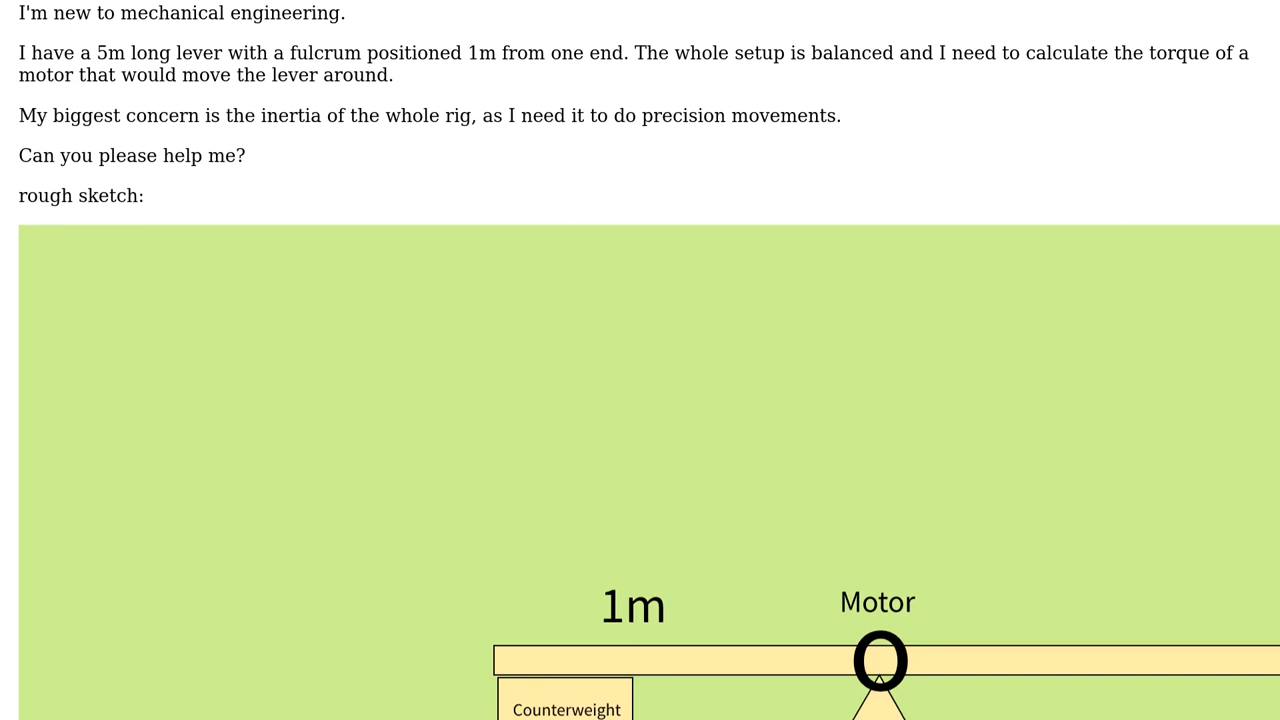 I'm new to mechanical engineering.
I have a 5m long lever with a fulcrum positioned 1m from one end. The whole setup is balanced and I need to calculate the torque of a
motor that would move the lever around.
My biggest concern is the inertia of the whole rig, as I need it to do precision movements.
Can you please help me?
rough sketch:
1m
Motor
O
Counterweight